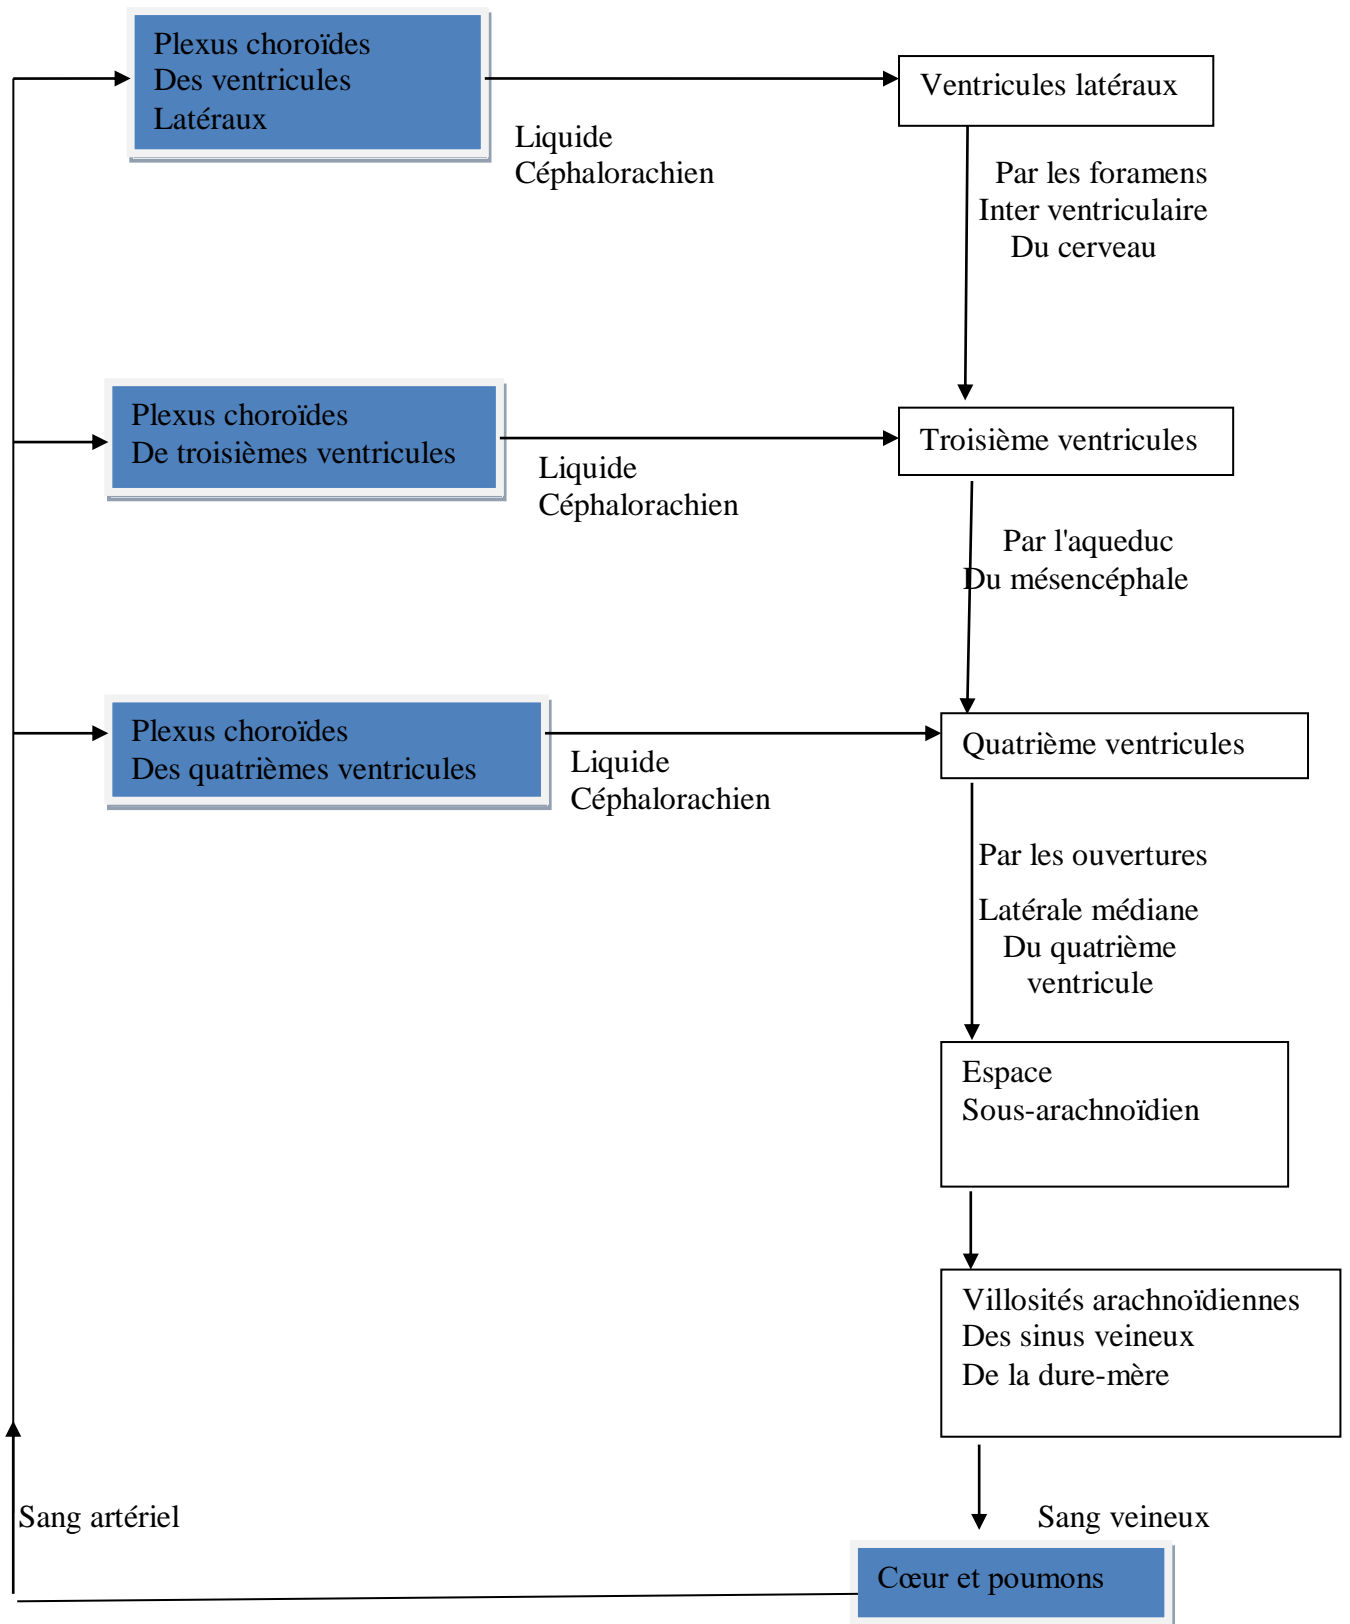 Plexus choroïdes
Des ventricules
Latéraux
Ventricules latéraux
Liquide
Céphalorachien
Par les foramens
Inter ventriculaire
Du cerveau
Plexus choroïdes
De troisièmes ventricules
Troisième ventricules
Liquide
Céphalorachien
Par l'aqueduc
Du mésencéphale
Plexus choroïdes
Des quatrièmes ventricules
Quatrième ventricules
Liquide
Céphalorachien
Par les ouvertures
Latérale médiane
Du quatrième
ventricule
Espace
Sous-arachnoïdien
Villosités arachnoïdiennes
Des sinus veineux
De la dure-mère
Sang artériel
Sang veineux
Cœur et poumons